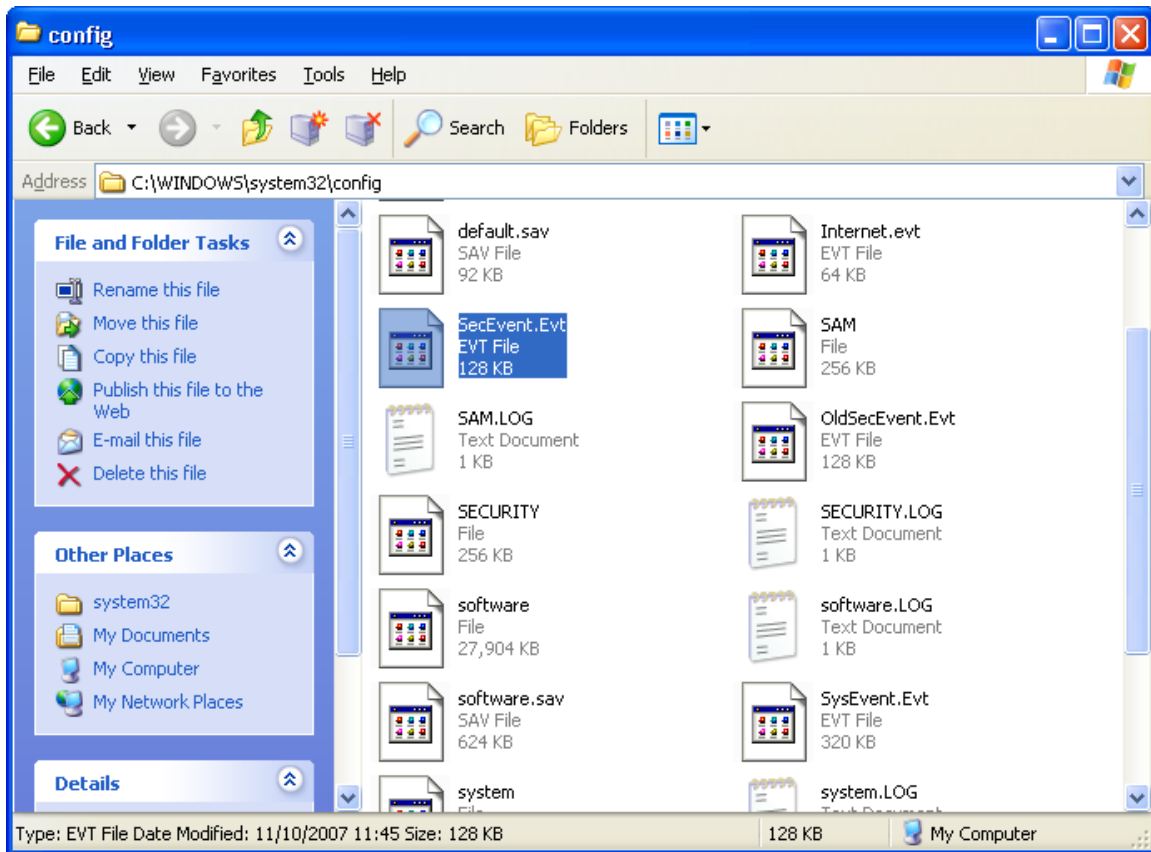 config
File Edit View Favorites Tools Help
Back Search Folders
Address C:\WINDOWS\system32\config
File and Folder Tasks
Rename this file
Move this file
Copy this file
Publish this file to the
Web
E-mail this file
Delete this file
Other Places
system32
My Documents
My Computer
My Network Places
Details
default.sav
SAV File
92 KB
Internet.evt
EVT File
64 KB
SecEvent.Evt
EVT File
128 KB
SAM
File
256 KB
SAM.LOG
Text Document
1 KB
OldSecEvent.Evt
EVT File
128 KB
SECURITY
File
256 KB
SECURITY.LOG
Text Document
1 KB
software
File
27,904 KB
software.LOG
Text Document
1 KB
software.sav
SAV File
624 KB
SysEvent.Evt
EVT File
320 KB
system
File
system.LOG
Text Document
Type: EVT File Date Modified: 11/10/2007 11:45 Size: 128 KB 128 KB My Computer